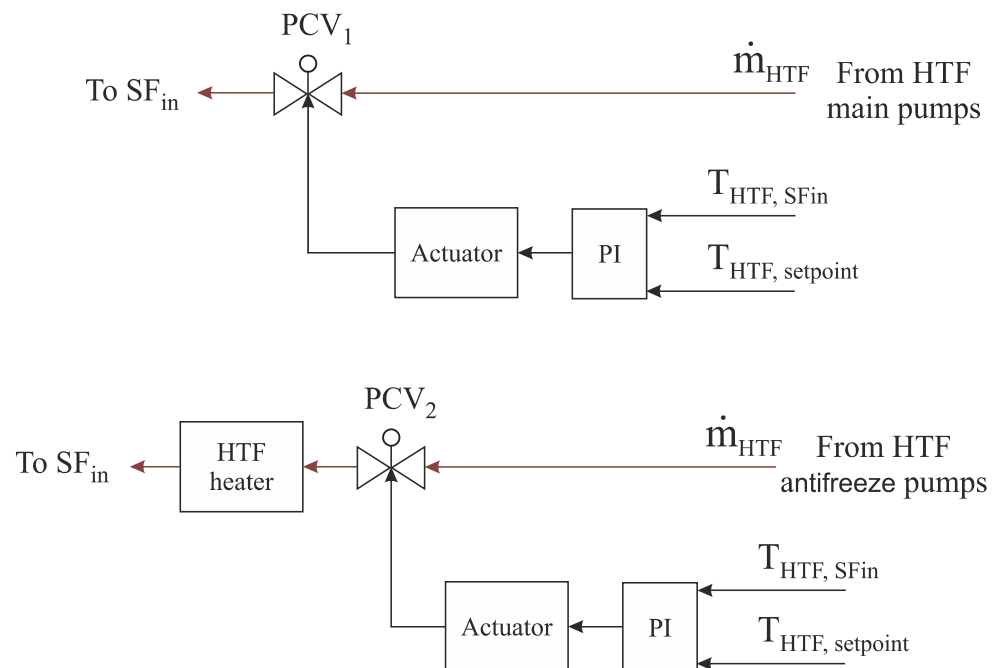 PCV1
ṁHTF
From HTF
main pumps
To SFin
THTF, SFin
THTF, setpoint
Actuator
PI
PCV2
ṁHTF
From HTF
antifreeze pumps
To SFin
HTF
heater
THTF, SFin
THTF, setpoint
Actuator
PI